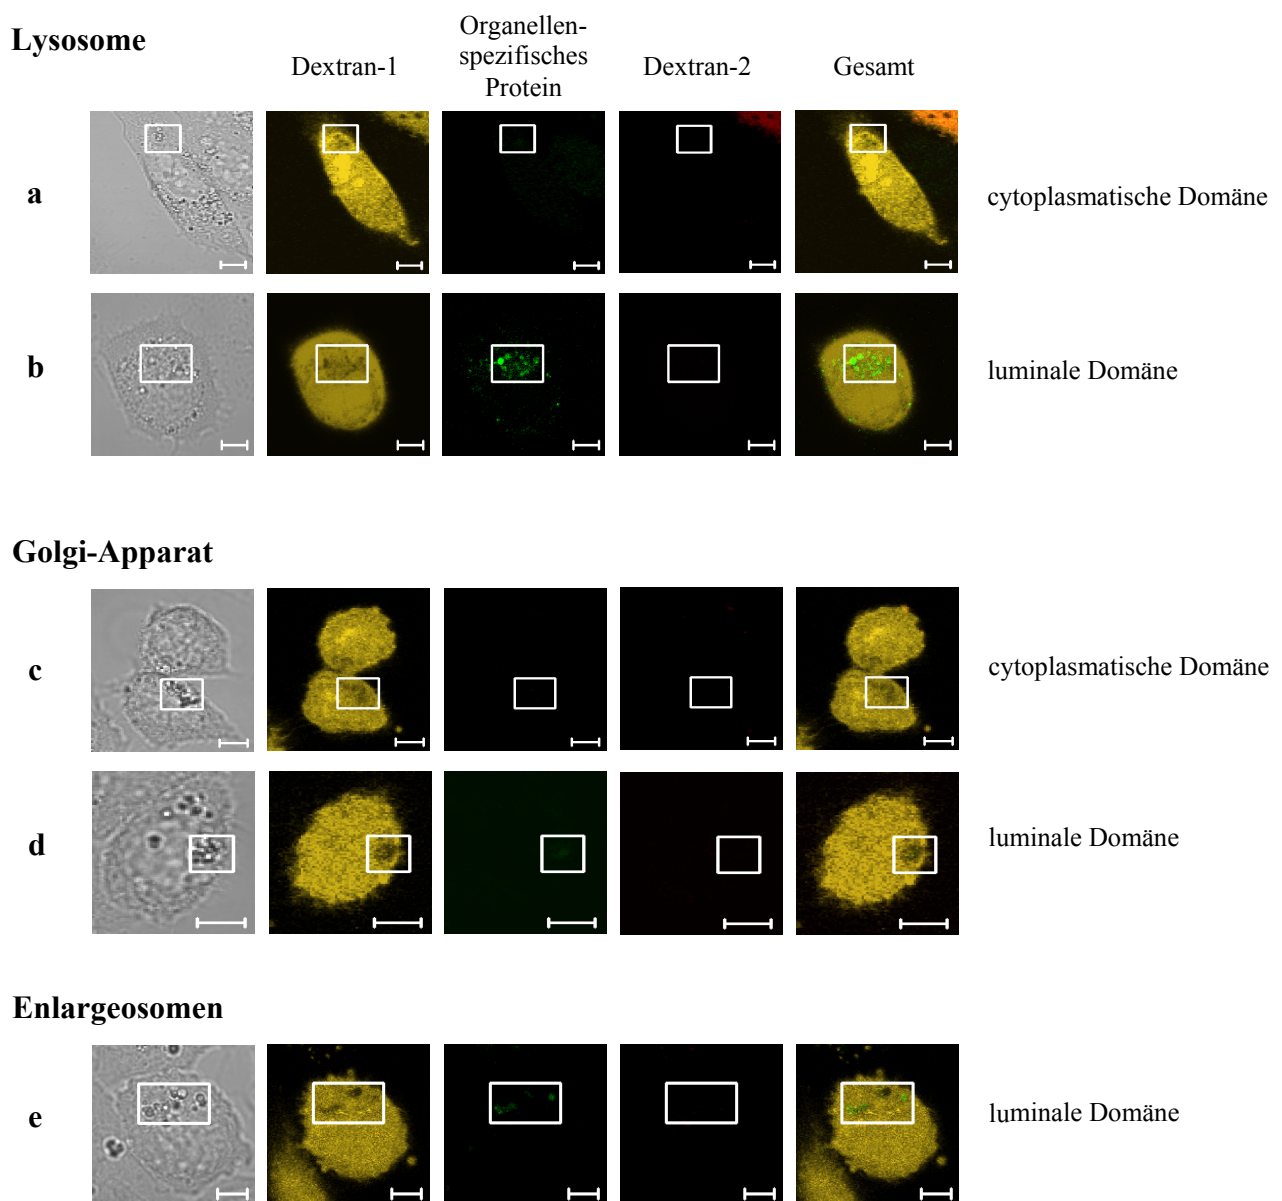 Lysosome
Dextran-1
Organellen-
spezifisches
Protein
Dextran-2
Gesamt
a
cytoplasmatische Domäne
b
luminale Domäne
Golgi-Apparat
c
cytoplasmatische Domäne
d
luminale Domäne
Enlargeosomen
e
luminale Domäne